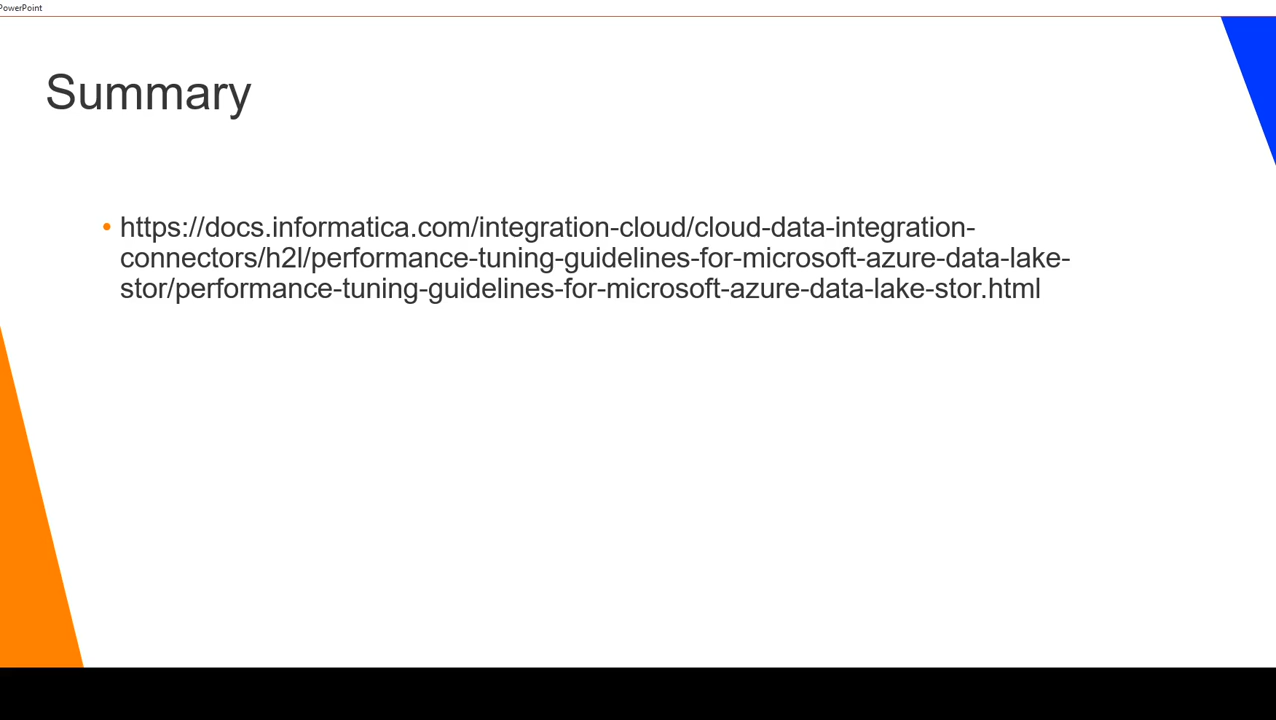 PowerPoint
Summary
• https://docs.informatica.com/integration-cloud/cloud-data-integration-
connectors/h2l/performance-tuning-guidelines-for-microsoft-azure-data-lake-
stor/performance-tuning-guidelines-for-microsoft-azure-data-lake-stor.html